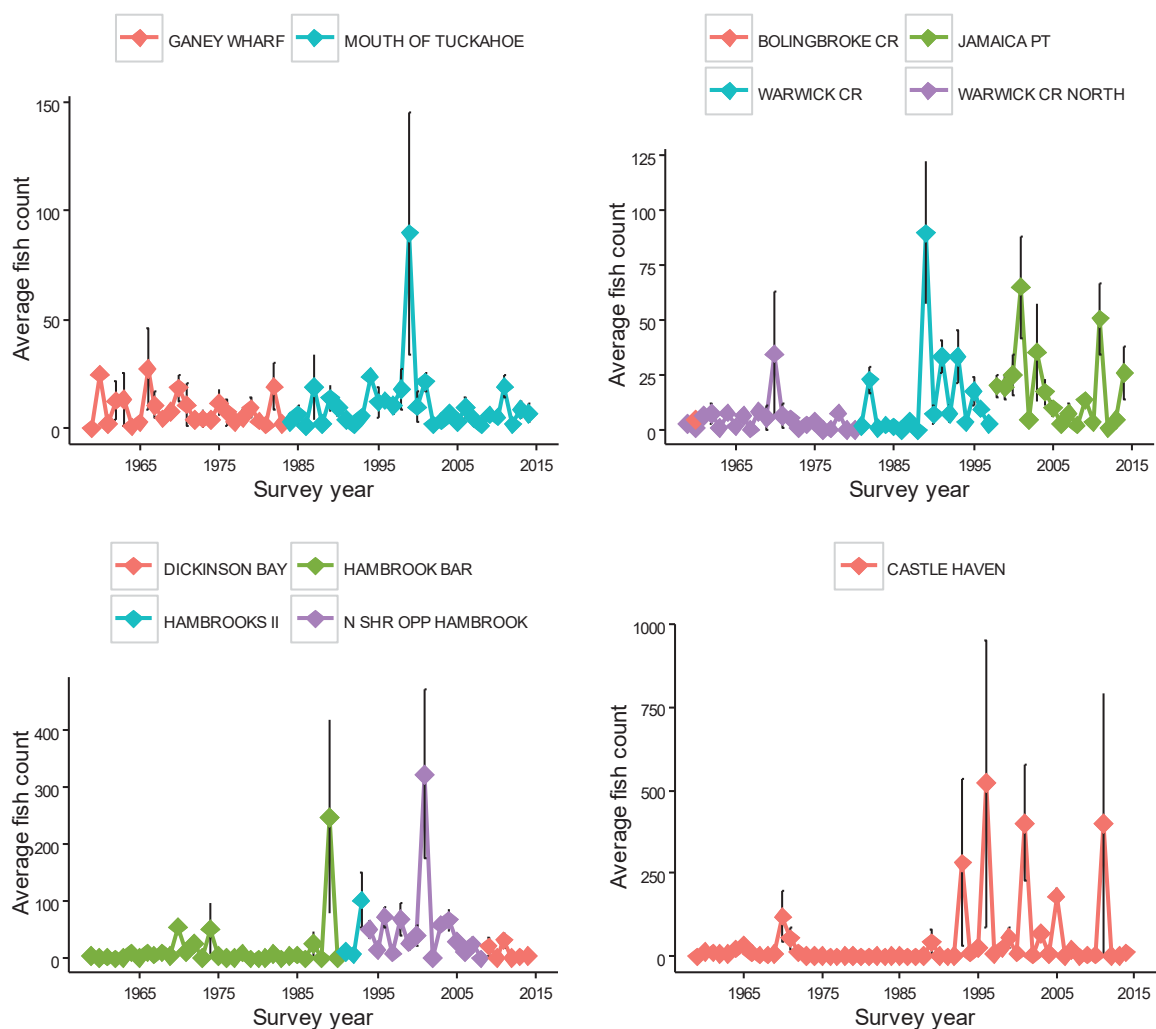 GANEY WHARF MOUTH OF TUCKAHOE
150
100
50
0
Average fish count
1965 1975 1985 1995 2005 2015
Survey year
BOLINGBROKE CR JAMAICA PT
WARWICK CR WARWICK CR NORTH
125
100
75
50
25
0
Average fish count
1965 1975 1985 1995 2005 2015
Survey year
DICKINSON BAY HAMBROOK BAR
HAMBROOKS II N SHR OPP HAMBROOK
400
300
200
100
0
Average fish count
1965 1975 1985 1995 2005 2015
Survey year
CASTLE HAVEN
1000
750
500
250
0
Average fish count
1965 1975 1985 1995 2005 2015
Survey year